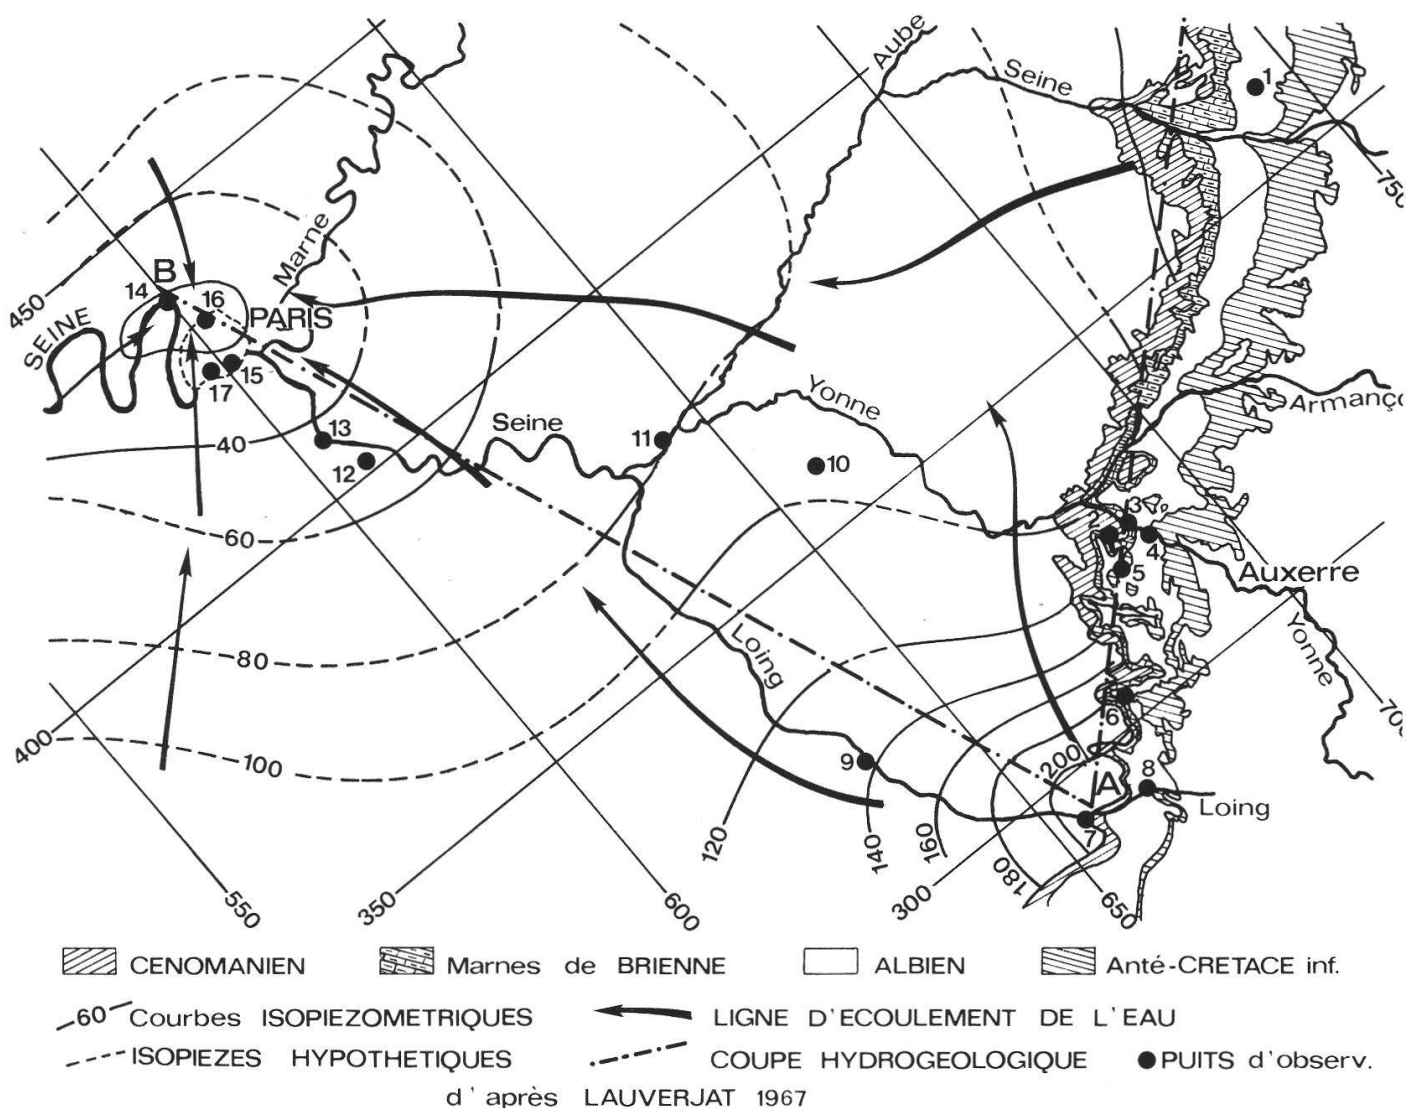 Aube
Seine
1
750
450
SEINE
B
14
16
PARIS
Marne
15
17
40
13
12
Seine
11
Yonne
10
Armanço
60
2
3
4
5
Auxerre
Yonne
80
Loing
6
700
400
100
9
200
A
8
7
Loing
120
140
160
180
550
350
600
300
650
CENOMANIEN
Marnes de BRIENNE
ALBIEN
Anté-CRETACE inf.
60 Courbes ISOPIEZOMETRIQUES
LIGNE D'ECOULEMENT DE L'EAU
ISOPIEZES HYPOTHETIQUES
COUPE HYDROGEOLOGIQUE
PUITS d'observ.
d'après LAUVERJAT 1967